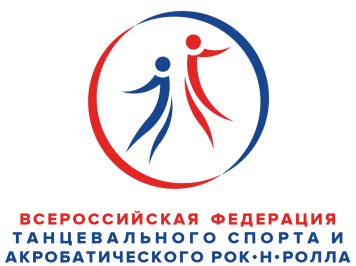 ВСЕРОССИЙСКАЯ ФЕДЕРАЦИЯ
ТАНЦЕВАЛЬНОГО СПОРТА И
АКРОБАТИЧЕСКОГО РОК•Н•РОЛЛА